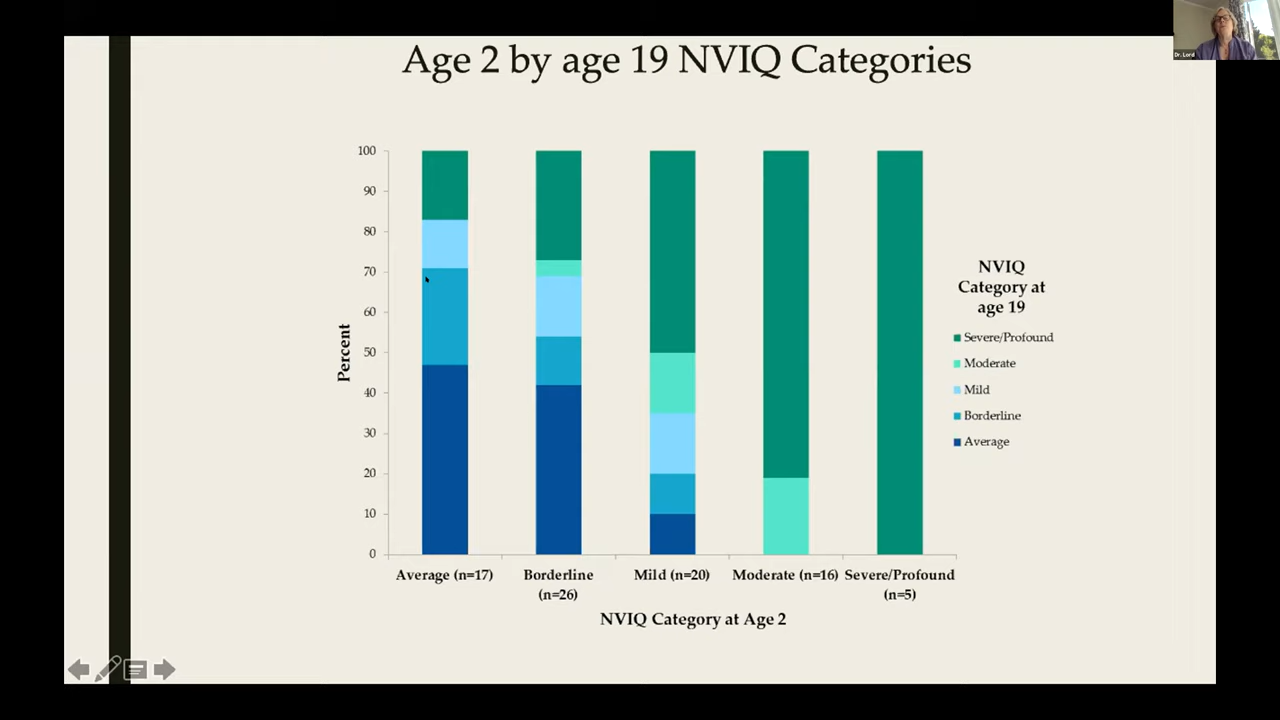 Dr. Lord
Age 2 by age 19 NVIQ Categories
100
90
80
70
60
50
40
30
20
10
0
Percent
Average (n=17)
Borderline
(n=26)
Mild (n=20)
Moderate (n=16)
Severe/Profound
(n=5)
NVIQ Category at Age 2
NVIQ
Category at
age 19
Severe/Profound
Moderate
Mild
Borderline
Average